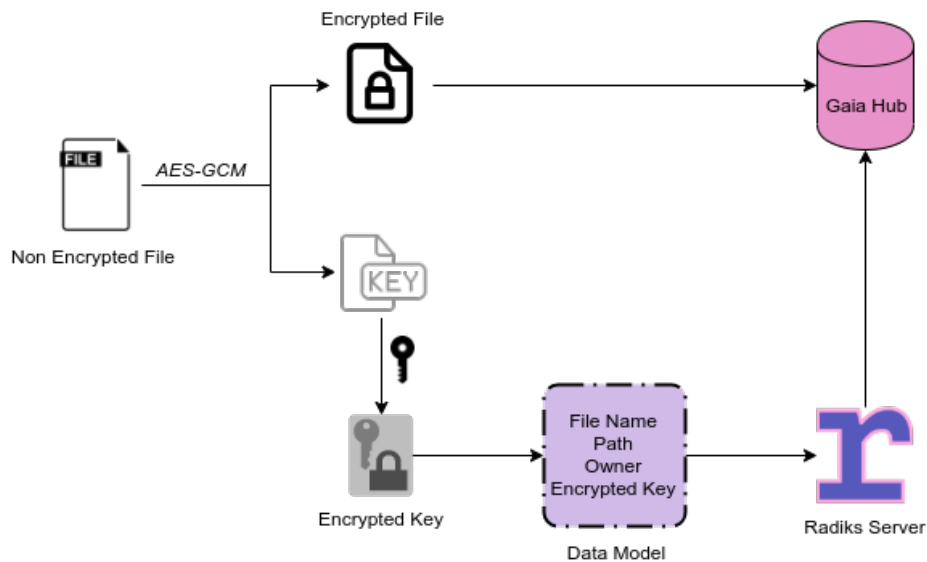 Encrypted File
Gaia Hub
FILE
AES-GCM
Non Encrypted File
KEY
File Name
Path
Owner
Encrypted Key
r
Encrypted Key
Radiks Server
Data Model